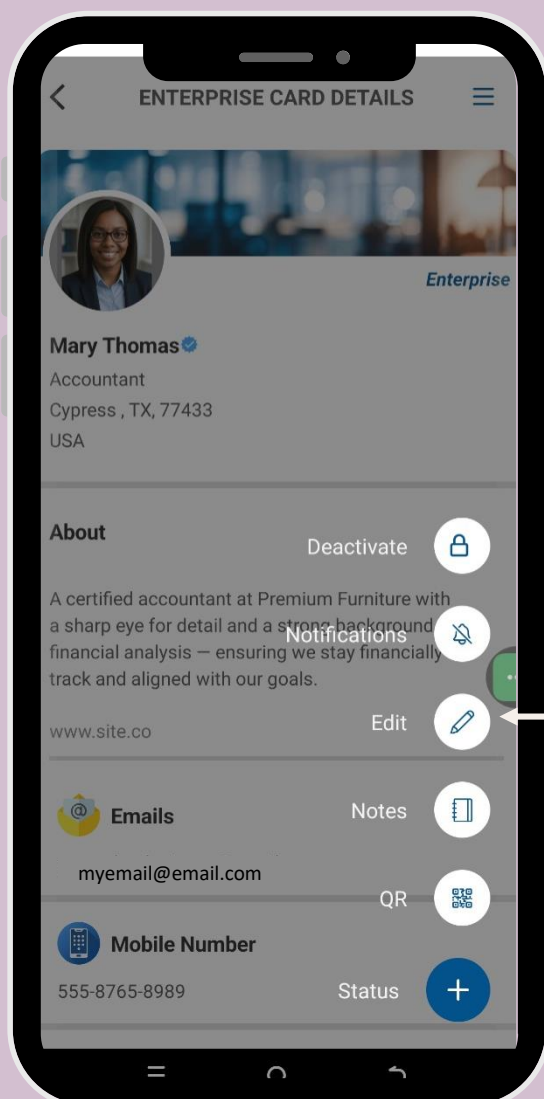 ENTERPRISE CARD DETAILS
Enterprise
Mary Thomas
Accountant
Cypress , TX, 77433
USA
About
Deactivate
A certified accountant at Premium Furniture with
a sharp eye for detail and a strong background
Notifications
financial analysis — ensuring we stay financially
track and aligned with our goals.
Edit
www.site.co
Emails
Notes
myemail@email.com
QR
Mobile Number
555-8765-8989
Status